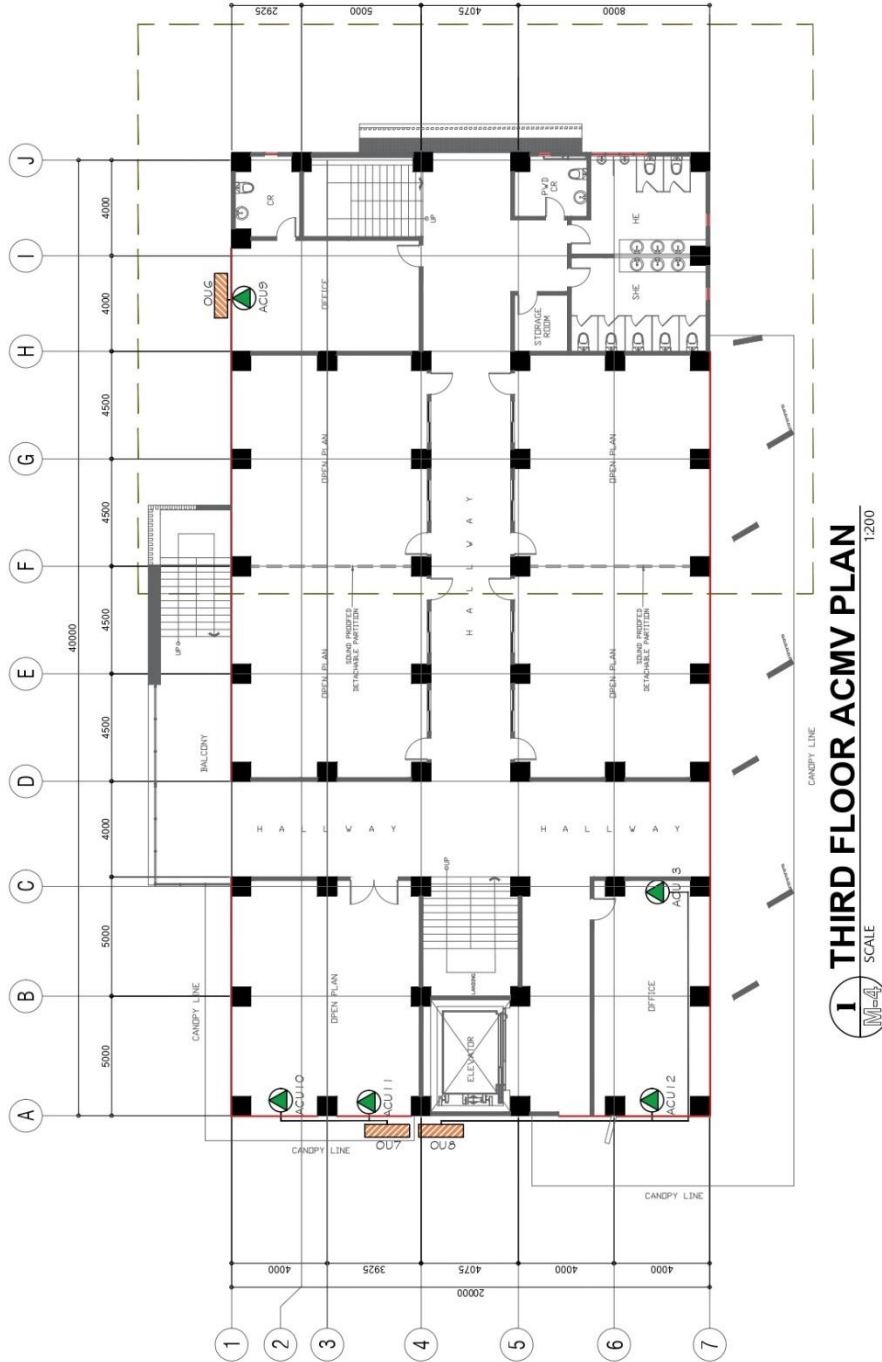 A
B
C
D
E
F
G
H
I
J
40000
5000
5000
4000
4500
4500
4500
4500
4000
4000
1
2
3
4
5
6
7
4000
3925
4075
4000
4000
20000
2925
5000
4075
8000
CANOPY LINE
BALCONY
UP
OU6
ACU9
CR
OFFICE
UP
CANOPY LINE
ACU10
ACU11
OU7
OU8
OPEN PLAN
HALLWAY
OPEN PLAN
OPEN PLAN
SOUND PROOFED
DETACHABLE PARTITION
UP
LANDING
ELEVATOR
HALLWAY
PWD
CR
STORAGE
ROOM
HALLWAY
OPEN PLAN
OPEN PLAN
SOUND PROOFED
DETACHABLE PARTITION
SHE
HE
OFFICE
ACU12
ACU 3
CANOPY LINE
CANOPY LINE
1
M-4
THIRD FLOOR ACMV PLAN
SCALE
1:200